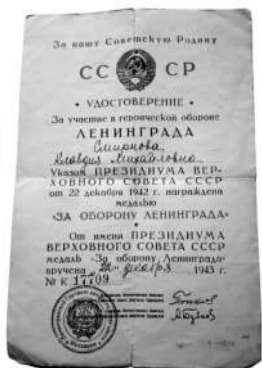 За нашу Советскую Родину
СС СР
• УДОСТОВЕРЕНИЕ •
За участие в героической обороне
ЛЕНИНГРАДА
Смирнова
Клавдия Михайловна
Указом ПРЕЗИДИУМА ВЕР-
ХОВНОГО СОВЕТА СССР
от 22 декабря 1942 г. награждена
медалью
«ЗА ОБОРОНУ ЛЕНИНГРАДА»
От имени ПРЕЗИДИУМА
ВЕРХОВНОГО СОВЕТА СССР
медаль «За оборону Ленинграда»
вручена „22" декабря 1943 г.
№ К 17709